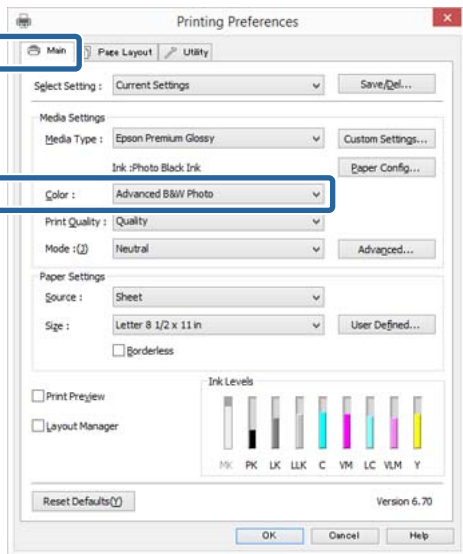 Printing Preferences
Main Page Layout Utility
Select Setting : Current Settings Save/Del...
Media Settings
Media Type : Epson Premium Glossy Custom Settings...
Ink :Photo Black Ink Paper Config...
Color : Advanced B&W Photo
Print Quality : Quality
Mode :(J) Neutral Advanced...
Paper Settings
Source : Sheet
Size : Letter 8 1/2 x 11 in User Defined...
Borderless
Ink Levels
Print Preview
Layout Manager
MK PK LK LLK C VM LC VLM Y
Reset Defaults(Y) Version 6.70
OK Cancel Help